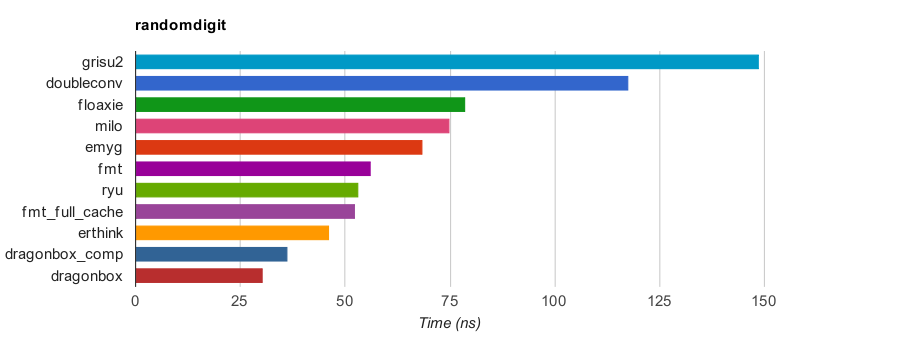 randomdigit
grisu2
doubleconv
floaxie
milo
emyg
fmt
ryu
fmt_full_cache
erthink
dragonbox_comp
dragonbox
0 25 50 75 100 125 150
Time (ns)